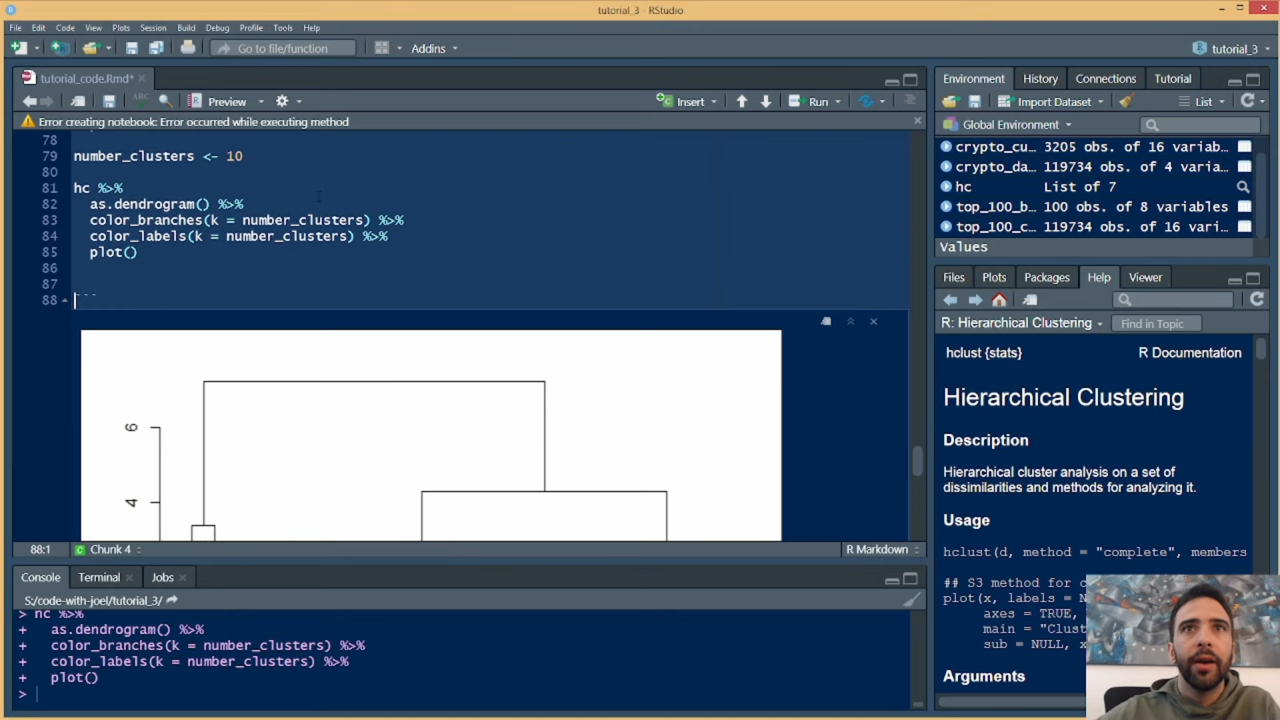 tutorial_3 - RStudio
File Edit Code View Plots Session Build Debug Profile Tools Help
Go to file/function Addins tutorial_3
tutorial_code.Rmd*
ABC Preview Insert Run
Error creating notebook: Error occurred while executing method
78
79 number_clusters <- 10
80
81 hc %>%
82 as.dendrogram() %>%
83 color_branches(k = number_clusters) %>%
84 color_labels(k = number_clusters) %>%
85 plot()
86
87
88 ```
6
4
88:1 Chunk 4 R Markdown
Console Terminal Jobs
S:/code-with-joel/tutorial_3/
> hc %>%
+ as.dendrogram() %>%
+ color_branches(k = number_clusters) %>%
+ color_labels(k = number_clusters) %>%
+ plot()
>
Environment History Connections Tutorial
Import Dataset List
Global Environment
crypto_cu… 3205 obs. of 16 variab…
crypto_da… 119734 obs. of 4 variab…
hc List of 7
top_100_b… 100 obs. of 8 variables
top_100_c… 119734 obs. of 16 vari…
Values
Files Plots Packages Help Viewer
R: Hierarchical Clustering Find in Topic
hclust {stats} R Documentation
Hierarchical Clustering
Description
Hierarchical cluster analysis on a set of
dissimilarities and methods for analyzing it.
Usage
hclust(d, method = "complete", members
## S3 method for c
plot(x, labels = N
axes = TRUE,
main = "Clust
sub = NULL, x
Arguments